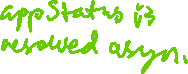 appStatus is
resolved asyn.